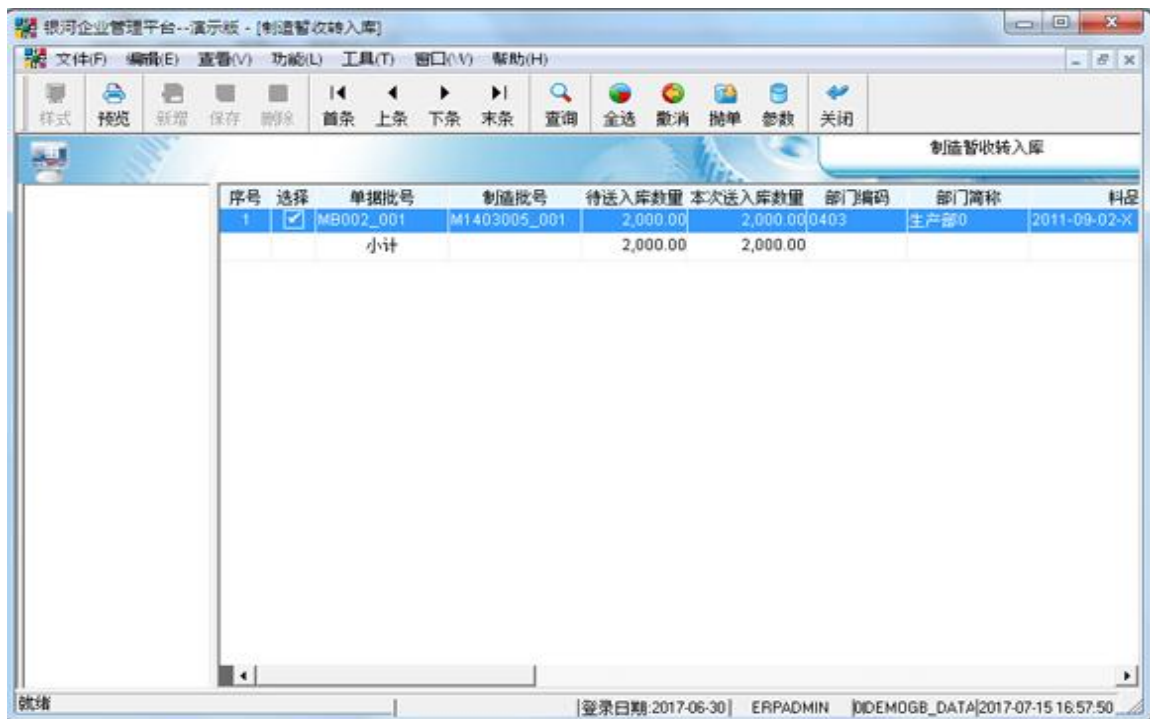 银河企业管理平台--演示版 - [制造暂收转入库]
文件(F) 编辑(E) 查看(V) 功能(L) 工具(T) 窗口(W) 帮助(H)
样式 预览 新增 保存 删除 首条 上条 下条 末条 查询 全选 撤消 抛单 参数 关闭
制造暂收转入库
序号 选择 单据批号 制造批号 待送入库数量 本次送入库数量 部门编码 部门简称 料品
1 MB002_001 M1403005_001 2,000.00 2,000.00 0403 生产部0 2011-09-02-X
小计 2,000.00 2,000.00
就绪 登录日期:2017-06-30 ERPADMIN 0DEMOGB_DATA 2017-07-15 16:57:50